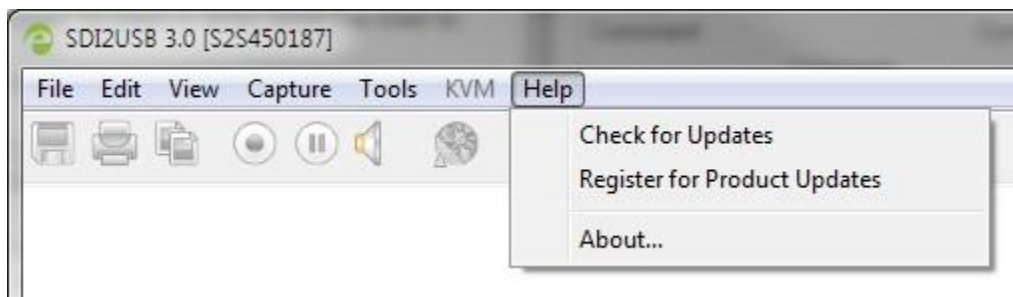 SDI2USB 3.0 [S2S450187]
File Edit View Capture Tools KVM Help
Check for Updates
Register for Product Updates
About...